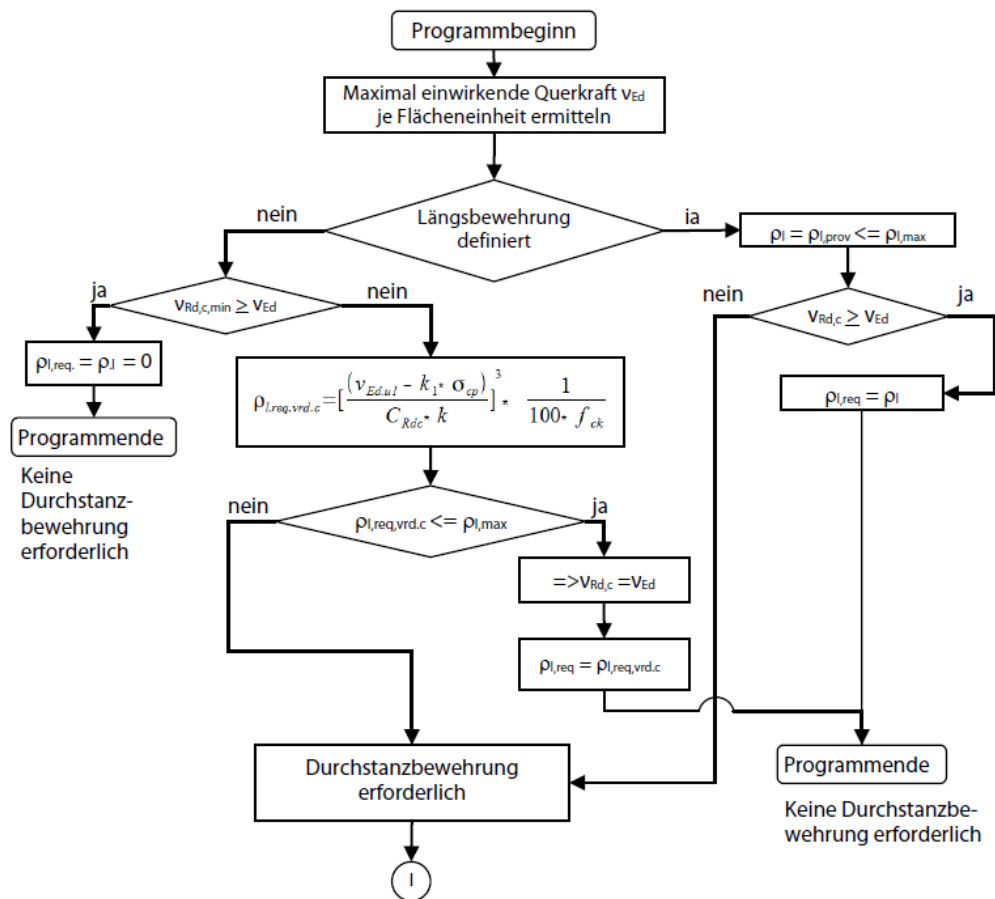 Programmbeginn
Maximal einwirkende Querkraft vEd
je Flächeneinheit ermitteln
Längsbewehrung
definiert
nein
ia
ρl = ρl,prov <= ρl,max
ja
vRd,c,min ≥ vEd
nein
nein
vRd,c ≥ vEd
ja
ρl,req. = ρ.l = 0
ρl.req.vrd.c=[(vEd.u1 - k1* σcp) / (CRdc* k)]^3 * 1 / (100* fck)
ρl,req = ρl
Programmende
Keine
Durchstanz-
bewehrung
erforderlich
nein
ρl,req,vrd.c <= ρl,max
ja
=>vRd,c =vEd
ρl,req = ρl,req,vrd.c
Durchstanzbewehrung
erforderlich
Programmende
Keine Durchstanzbe-
wehrung erforderlich
I